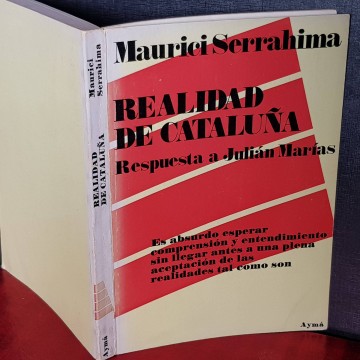 Maurici Serrahima
REALIDAD
DE CATALUÑA
Respuesta a Julián Marías
Es absurdo esperar
comprensión y entendimiento
sin llegar antes a una plena
aceptación de las
realidades tal como son
Aymá
Maurici
Serrahima
REALIDAD
DE CATALUÑA
Aymá